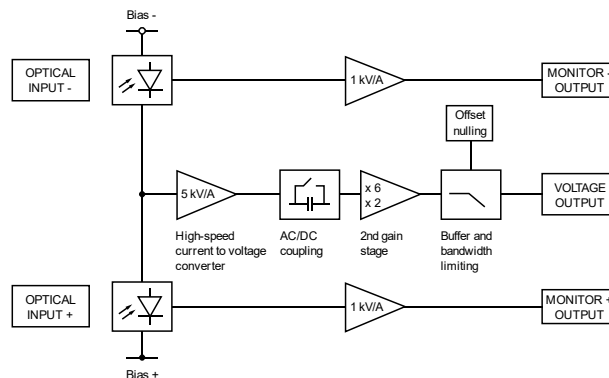 Bias -
OPTICAL
INPUT -
1 kV/A
MONITOR -
OUTPUT
Offset
nulling
5 kV/A
x 6
x 2
VOLTAGE
OUTPUT
High-speed
current to voltage
converter
AC/DC
coupling
2nd gain
stage
Buffer and
bandwidth
limiting
OPTICAL
INPUT +
1 kV/A
MONITOR +
OUTPUT
Bias +